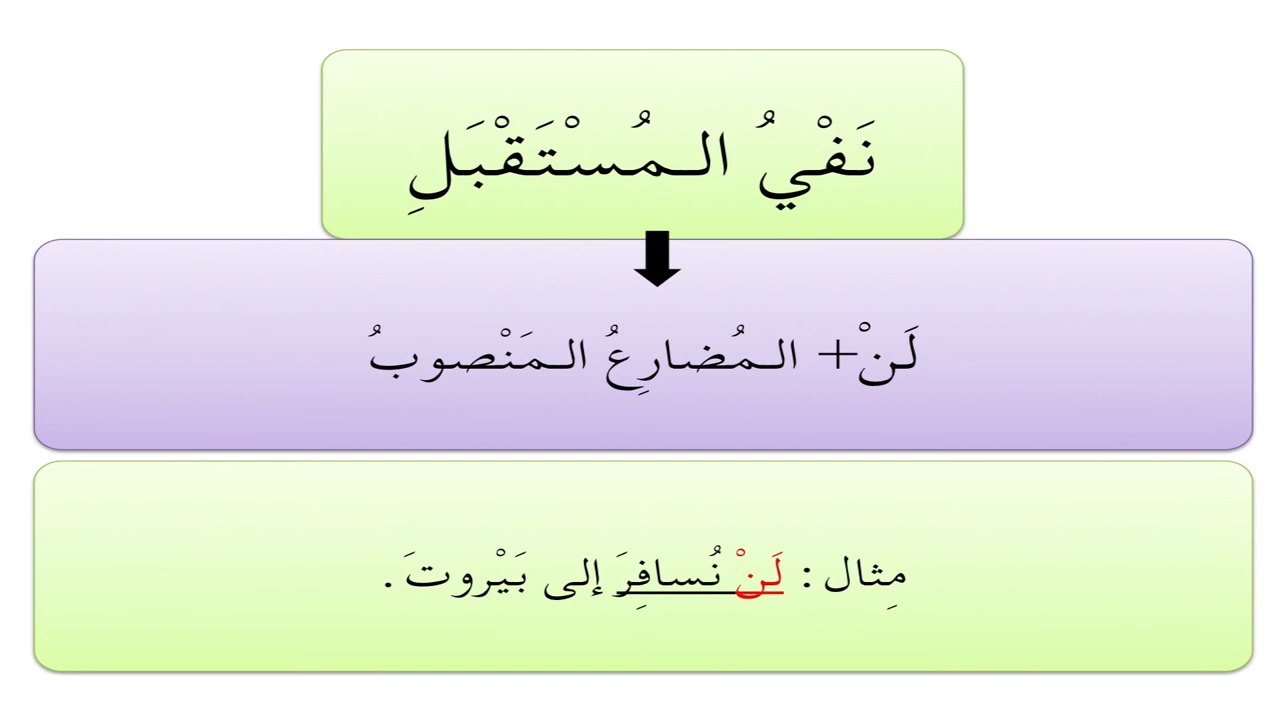 نَفْيُ الـمُسْتَقْبَلِ
لَنْ+ الـمُضارِعُ الـمَنْصوبُ
مِثال : لَنْ نُسافِرَ إلى بَيْروتَ .